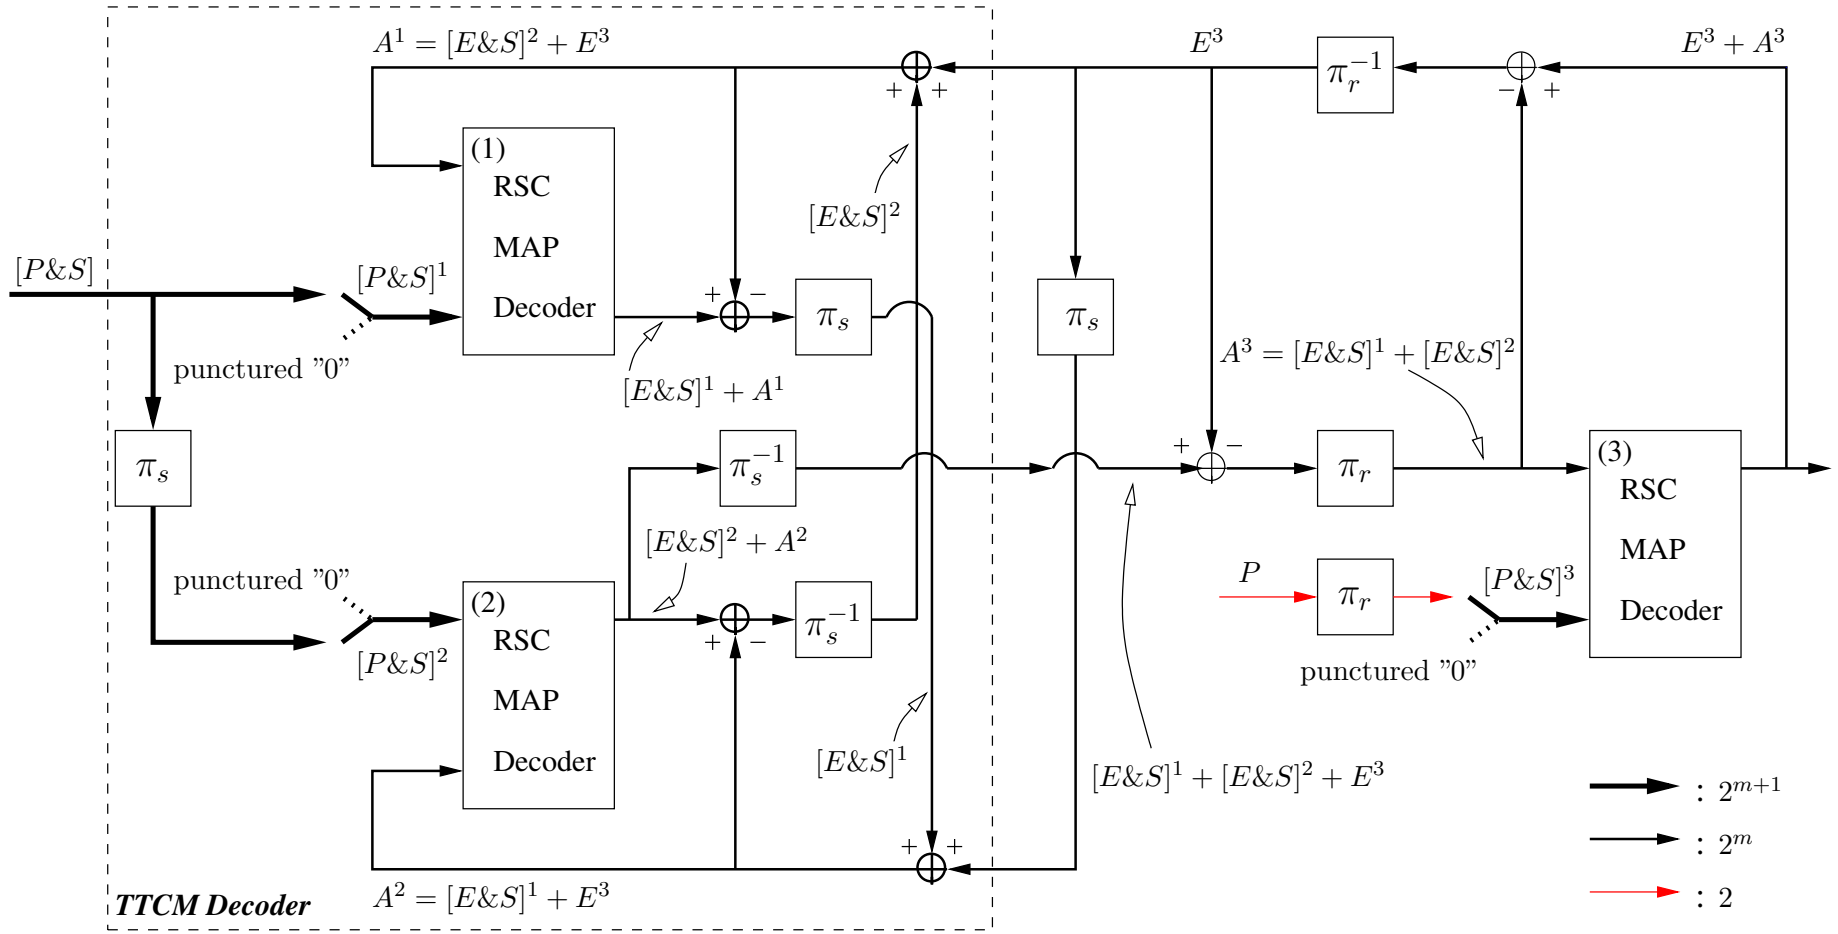 A¹ = [E&S]² + E³
E³
π_r⁻¹
E³ + A³
+ +
− +
(1)
RSC
MAP
Decoder
[E&S]²
[P&S]
[P&S]¹
punctured "0"
+ −
π_s
π_s
[E&S]¹ + A¹
A³ = [E&S]¹ + [E&S]²
π_s
π_s⁻¹
+ −
π_r
(3)
RSC
MAP
Decoder
[E&S]² + A²
punctured "0"
[P&S]²
(2)
RSC
MAP
Decoder
+ −
π_s⁻¹
P
π_r
[P&S]³
punctured "0"
[E&S]¹
[E&S]¹ + [E&S]² + E³
+ +
A² = [E&S]¹ + E³
TTCM Decoder
: 2^{m+1}
: 2^m
: 2